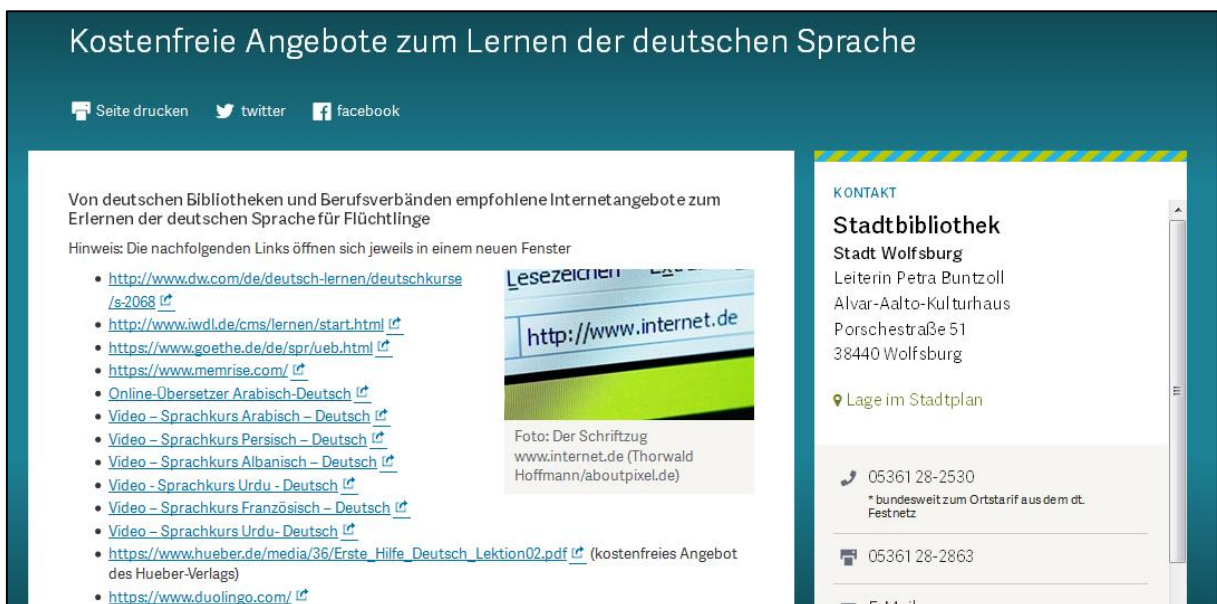 Kostenfreie Angebote zum Lernen der deutschen Sprache
Seite drucken twitter facebook
Von deutschen Bibliotheken und Berufsverbänden empfohlene Internetangebote zum
Erlernen der deutschen Sprache für Flüchtlinge
Hinweis: Die nachfolgenden Links öffnen sich jeweils in einem neuen Fenster
http://www.dw.com/de/deutsch-lernen/deutschkurse
/s-2068
http://www.iwdl.de/cms/lernen/start.html
https://www.goethe.de/de/spr/ueb.html
https://www.memrise.com/
Online-Übersetzer Arabisch-Deutsch
Video – Sprachkurs Arabisch – Deutsch
Video – Sprachkurs Persisch – Deutsch
Video – Sprachkurs Albanisch – Deutsch
Video - Sprachkurs Urdu - Deutsch
Video – Sprachkurs Französisch – Deutsch
Video – Sprachkurs Urdu- Deutsch
https://www.hueber.de/media/36/Erste_Hilfe_Deutsch_Lektion02.pdf (kostenfreies Angebot
des Hueber-Verlags)
https://www.duolingo.com/
Lesezeichen
http://www.internet.de
Foto: Der Schriftzug
www.internet.de (Thorwald
Hoffmann/aboutpixel.de)
KONTAKT
Stadtbibliothek
Stadt Wolfsburg
Leiterin Petra Buntzoll
Alvar-Aalto-Kulturhaus
Porschestraße 51
38440 Wolfsburg
Lage im Stadtplan
05361 28-2530
* bundesweit zum Ortstarif aus dem dt.
Festnetz
05361 28-2863
E-Mail